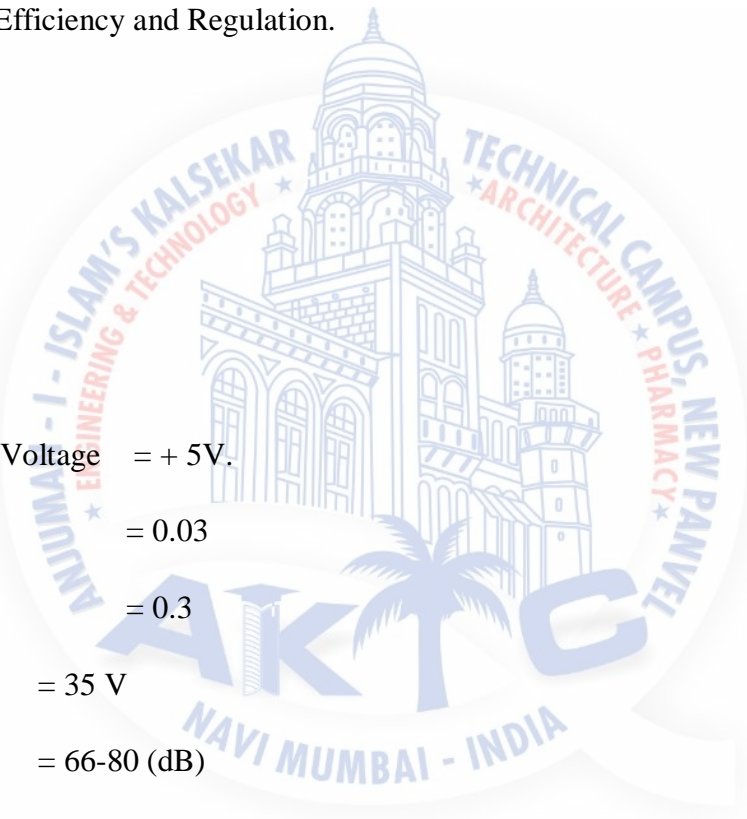 Efficiency and Regulation.
ANJUMAN - I - ISLAM'S KALSEKAR TECHNICAL CAMPUS, NEW PANVEL
ENGINEERING & TECHNOLOGY * *ARCHITECTURE * PHARMACY *
Voltage = + 5V.
= 0.03
= 0.3
AKTC
= 35 V
NAVI MUMBAI - INDIA
= 66-80 (dB)